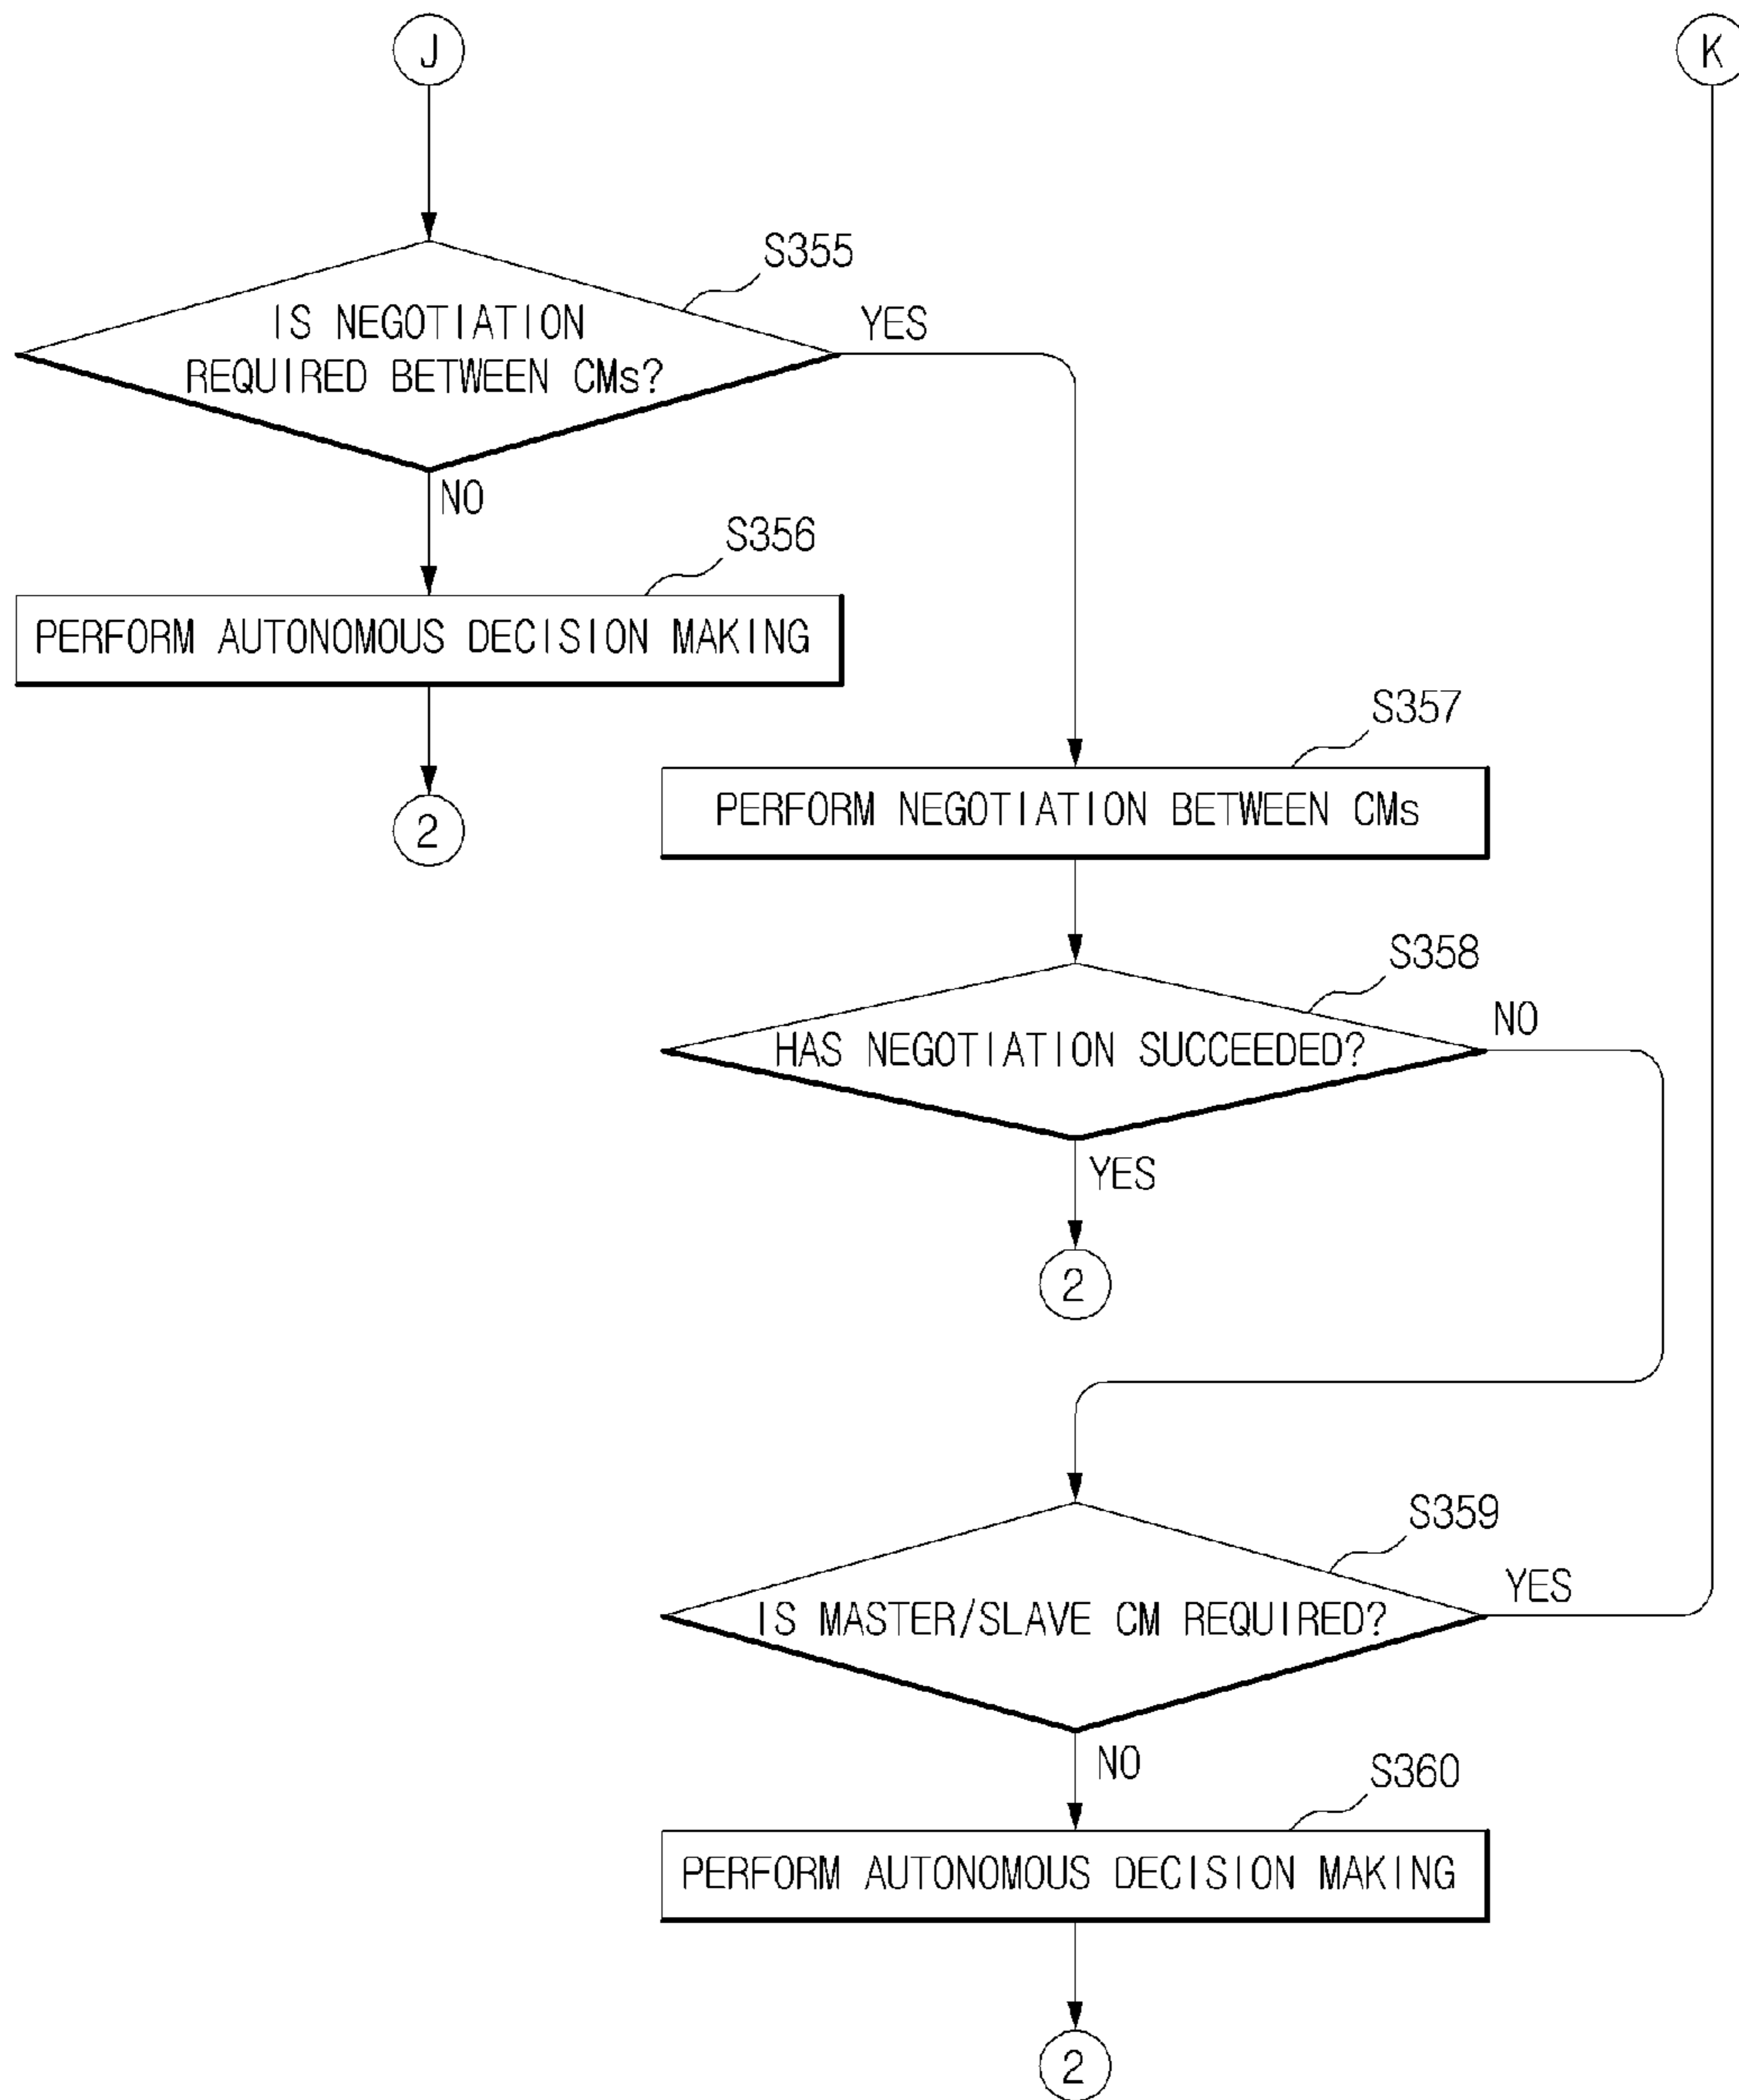 J
K
S355
IS NEGOTIATION
REQUIRED BETWEEN CMs?
YES
NO
S356
PERFORM AUTONOMOUS DECISION MAKING
2
S357
PERFORM NEGOTIATION BETWEEN CMs
S358
HAS NEGOTIATION SUCCEEDED?
NO
YES
2
S359
IS MASTER/SLAVE CM REQUIRED?
YES
NO
S360
PERFORM AUTONOMOUS DECISION MAKING
2